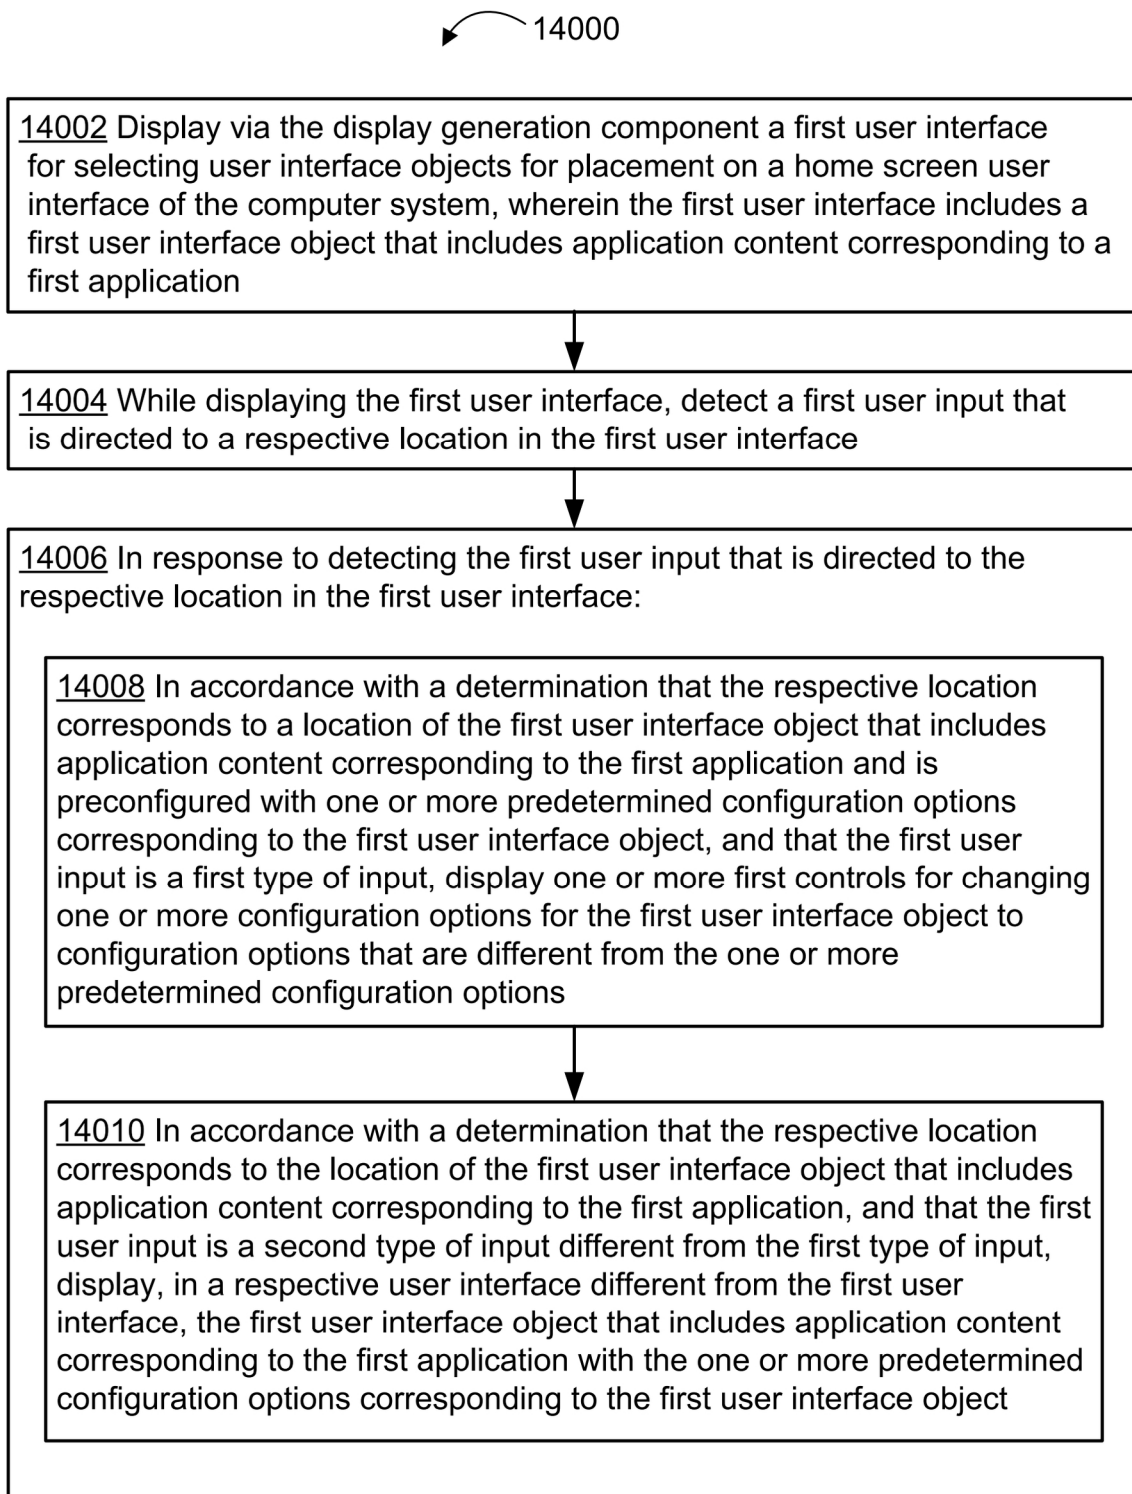 14000
14002 Display via the display generation component a first user interface
for selecting user interface objects for placement on a home screen user
interface of the computer system, wherein the first user interface includes a
first user interface object that includes application content corresponding to a
first application
14004 While displaying the first user interface, detect a first user input that
is directed to a respective location in the first user interface
14006 In response to detecting the first user input that is directed to the
respective location in the first user interface:
14008 In accordance with a determination that the respective location
corresponds to a location of the first user interface object that includes
application content corresponding to the first application and is
preconfigured with one or more predetermined configuration options
corresponding to the first user interface object, and that the first user
input is a first type of input, display one or more first controls for changing
one or more configuration options for the first user interface object to
configuration options that are different from the one or more
predetermined configuration options
14010 In accordance with a determination that the respective location
corresponds to the location of the first user interface object that includes
application content corresponding to the first application, and that the first
user input is a second type of input different from the first type of input,
display, in a respective user interface different from the first user
interface, the first user interface object that includes application content
corresponding to the first application with the one or more predetermined
configuration options corresponding to the first user interface object